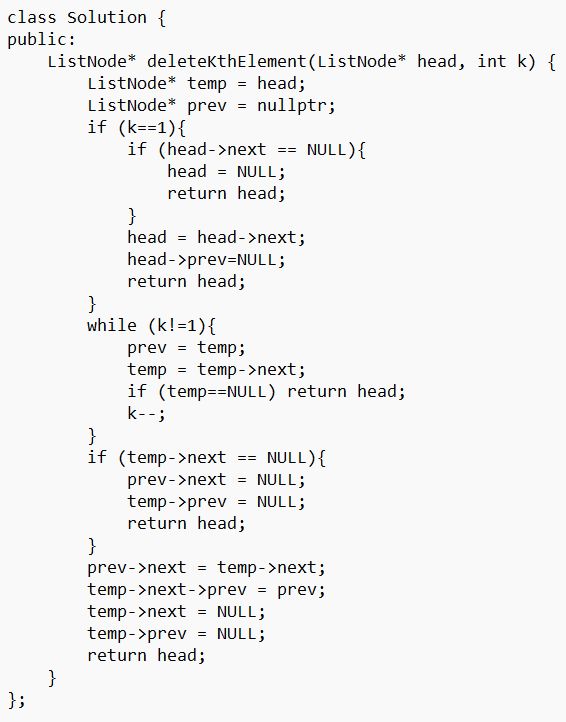 class Solution {
public:
    ListNode* deleteKthElement(ListNode* head, int k) {
        ListNode* temp = head;
        ListNode* prev = nullptr;
        if (k==1){
            if (head->next == NULL){
                head = NULL;
                return head;
            }
            head = head->next;
            head->prev=NULL;
            return head;
        }
        while (k!=1){
            prev = temp;
            temp = temp->next;
            if (temp==NULL) return head;
            k--;
        }
        if (temp->next == NULL){
            prev->next = NULL;
            temp->prev = NULL;
            return head;
        }
        prev->next = temp->next;
        temp->next->prev = prev;
        temp->next = NULL;
        temp->prev = NULL;
        return head;
    }
};